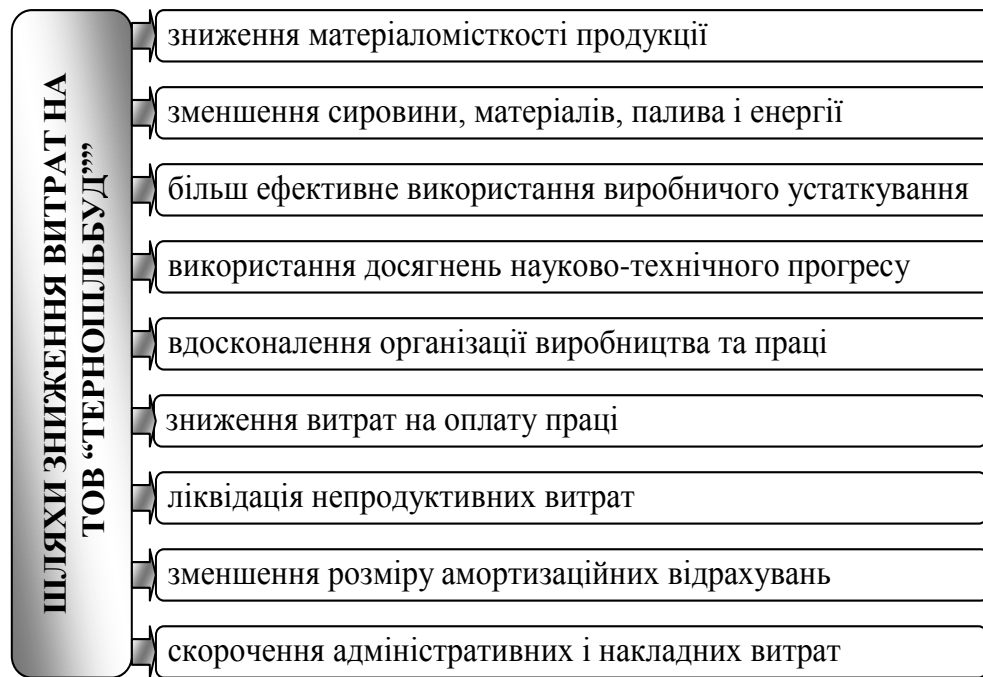 ШЛЯХИ ЗНИЖЕННЯ ВИТРАТ НА
ТОВ “ТЕРНОПІЛЬБУД””
зниження матеріаломісткості продукції
зменшення сировини, матеріалів, палива і енергії
більш ефективне використання виробничого устаткування
використання досягнень науково-технічного прогресу
вдосконалення організації виробництва та праці
зниження витрат на оплату праці
ліквідація непродуктивних витрат
зменшення розміру амортизаційних відрахувань
скорочення адміністративних і накладних витрат